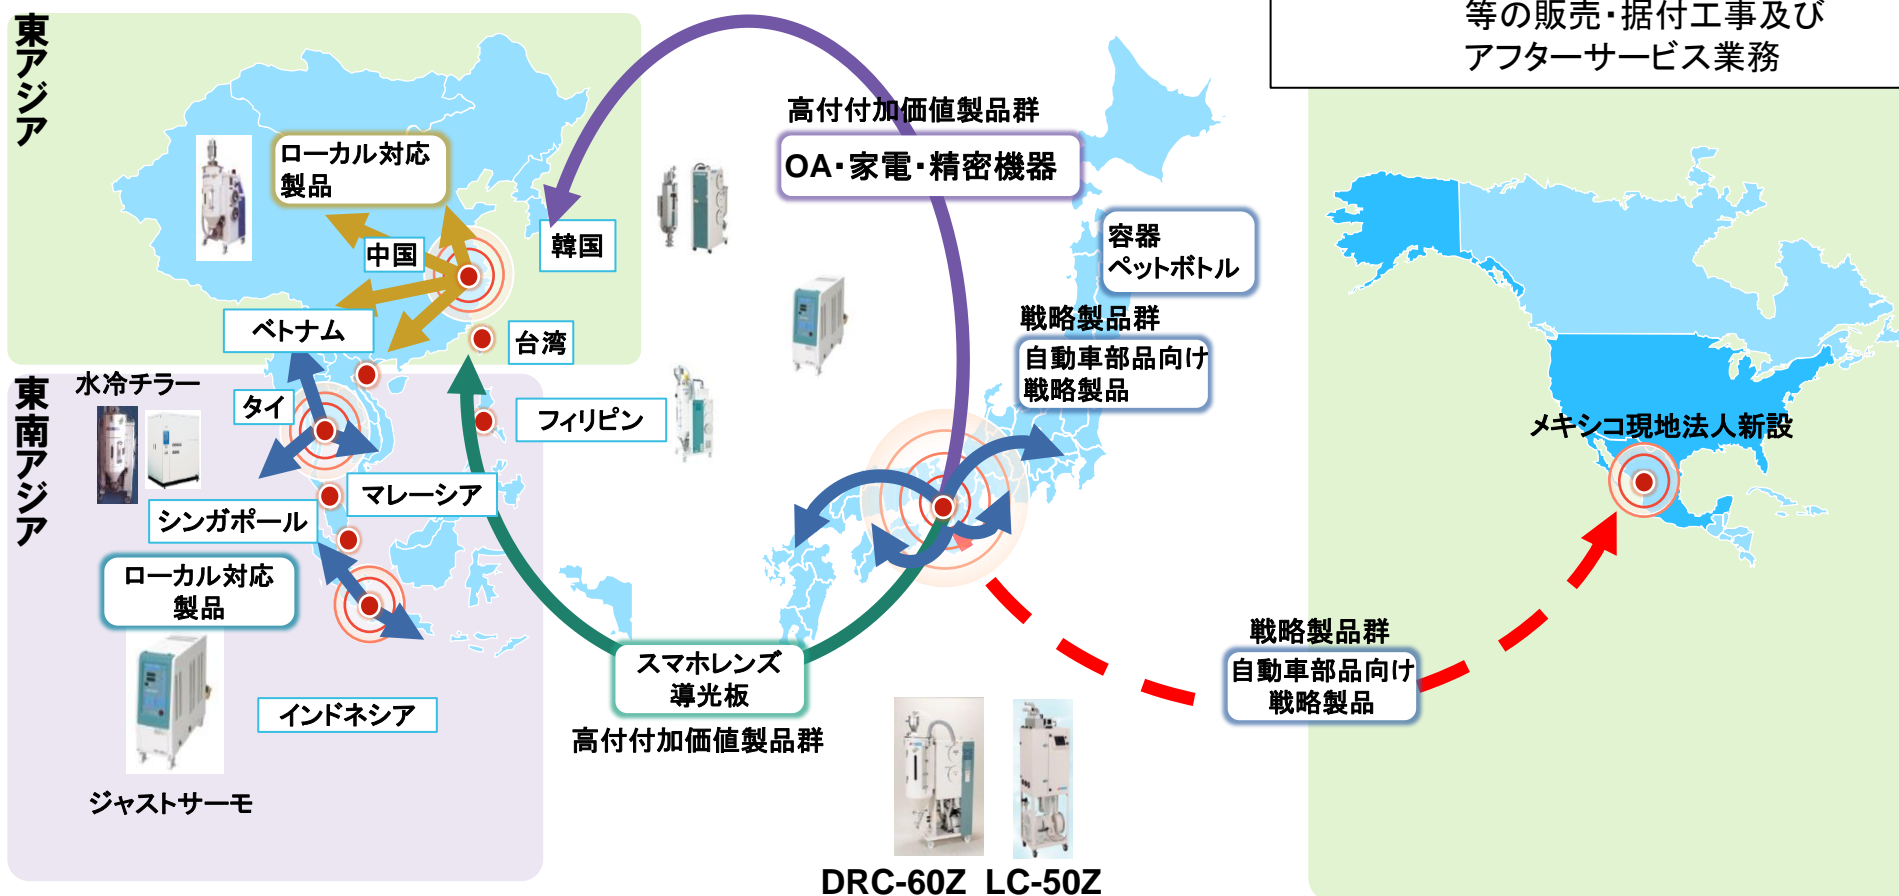 東アジア
等の販売・据付工事及び
アフターサービス業務
高付付加価値製品群
OA・家電・精密機器
ローカル対応
製品
中国
韓国
容器
ペットボトル
ベトナム
台湾
戦略製品群
自動車部品向け
戦略製品
東南アジア
水冷チラー
タイ
フィリピン
メキシコ現地法人新設
マレーシア
シンガポール
ローカル対応
製品
スマホレンズ
導光板
高付付加価値製品群
戦略製品群
自動車部品向け
戦略製品
インドネシア
ジャストサーモ
DRC-60Z LC-50Z